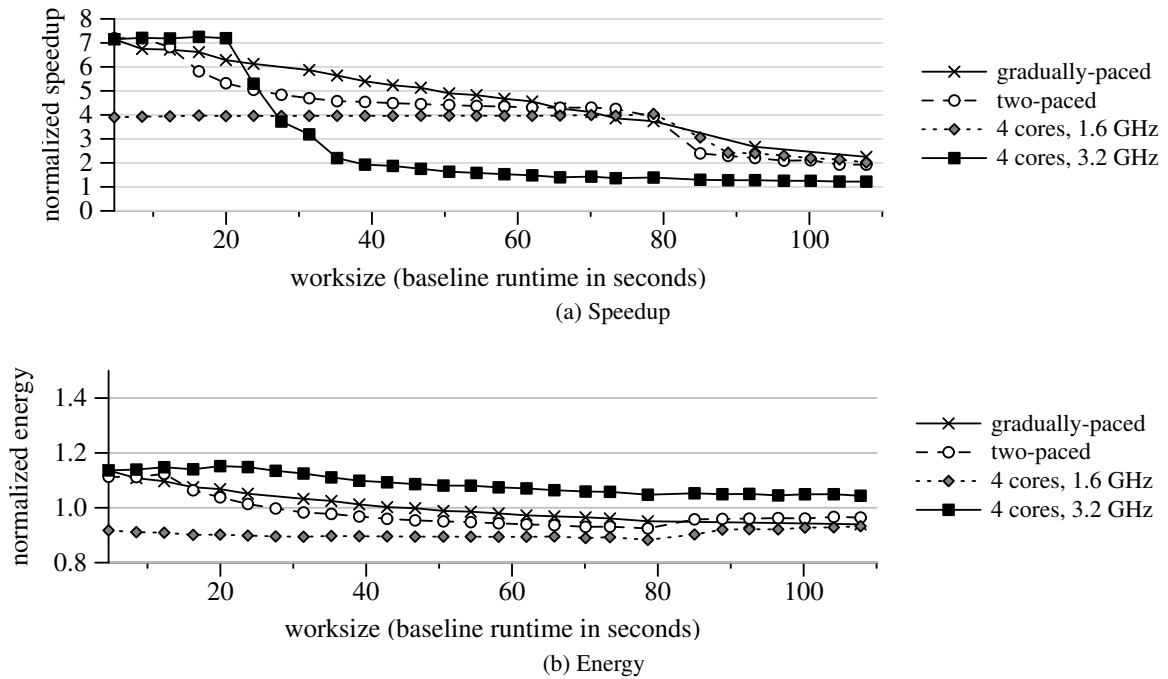 normalized speedup
8
7
6
5
4
3
2
1
0
20 40 60 80 100
worksize (baseline runtime in seconds)
gradually-paced
two-paced
4 cores, 1.6 GHz
4 cores, 3.2 GHz
(a) Speedup
normalized energy
1.4
1.2
1.0
0.8
20 40 60 80 100
worksize (baseline runtime in seconds)
gradually-paced
two-paced
4 cores, 1.6 GHz
4 cores, 3.2 GHz
(b) Energy